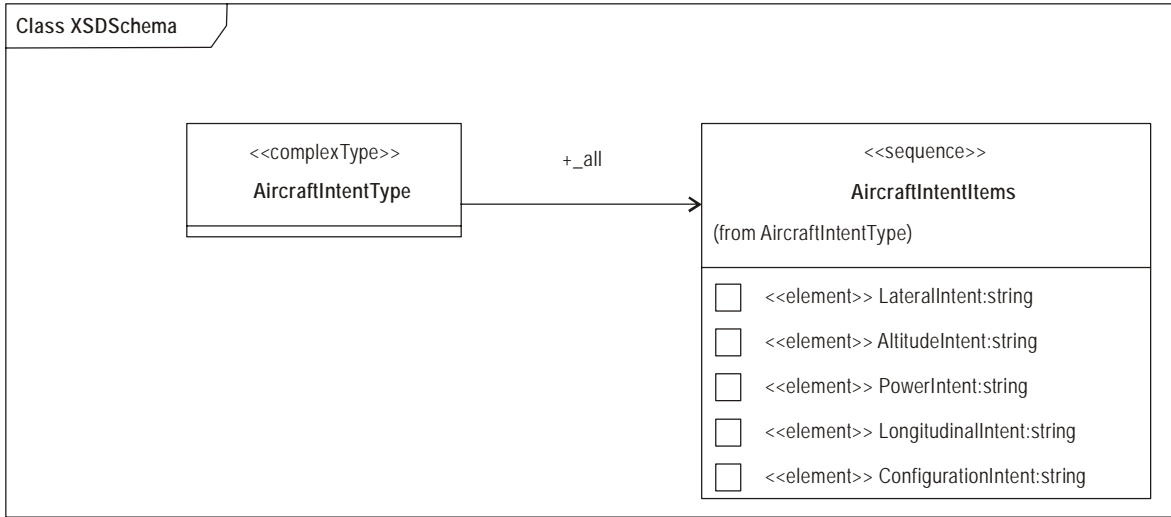 Class XSDSchema
<<complexType>>
AircraftIntentType
+_all
<<sequence>>
AircraftIntentItems
(from AircraftIntentType)
<<element>> LateralIntent:string
<<element>> AltitudeIntent:string
<<element>> PowerIntent:string
<<element>> LongitudinalIntent:string
<<element>> ConfigurationIntent:string